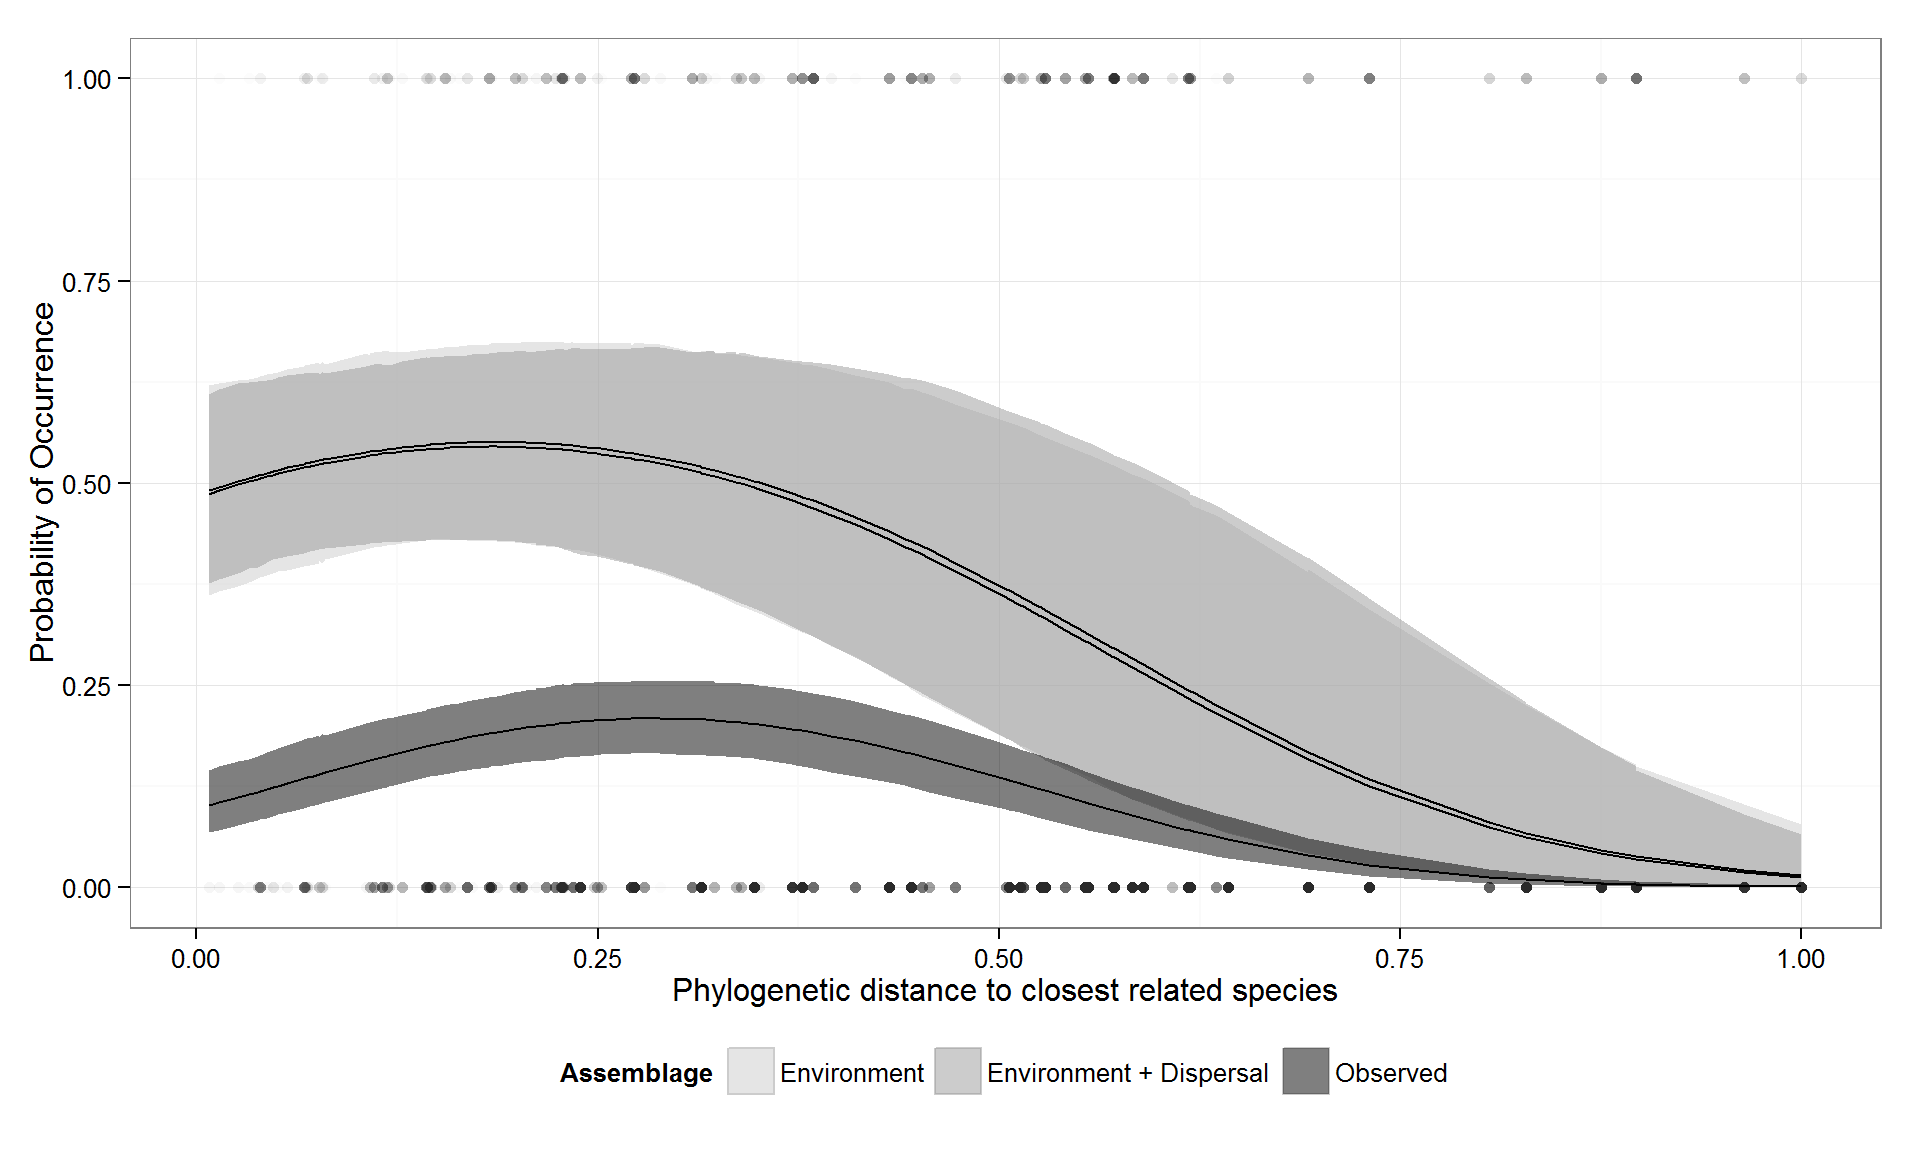 Probability of Occurrence
1.00
0.75
0.50
0.25
0.00
0.00 0.25 0.50 0.75 1.00
Phylogenetic distance to closest related species
Assemblage Environment Environment + Dispersal Observed